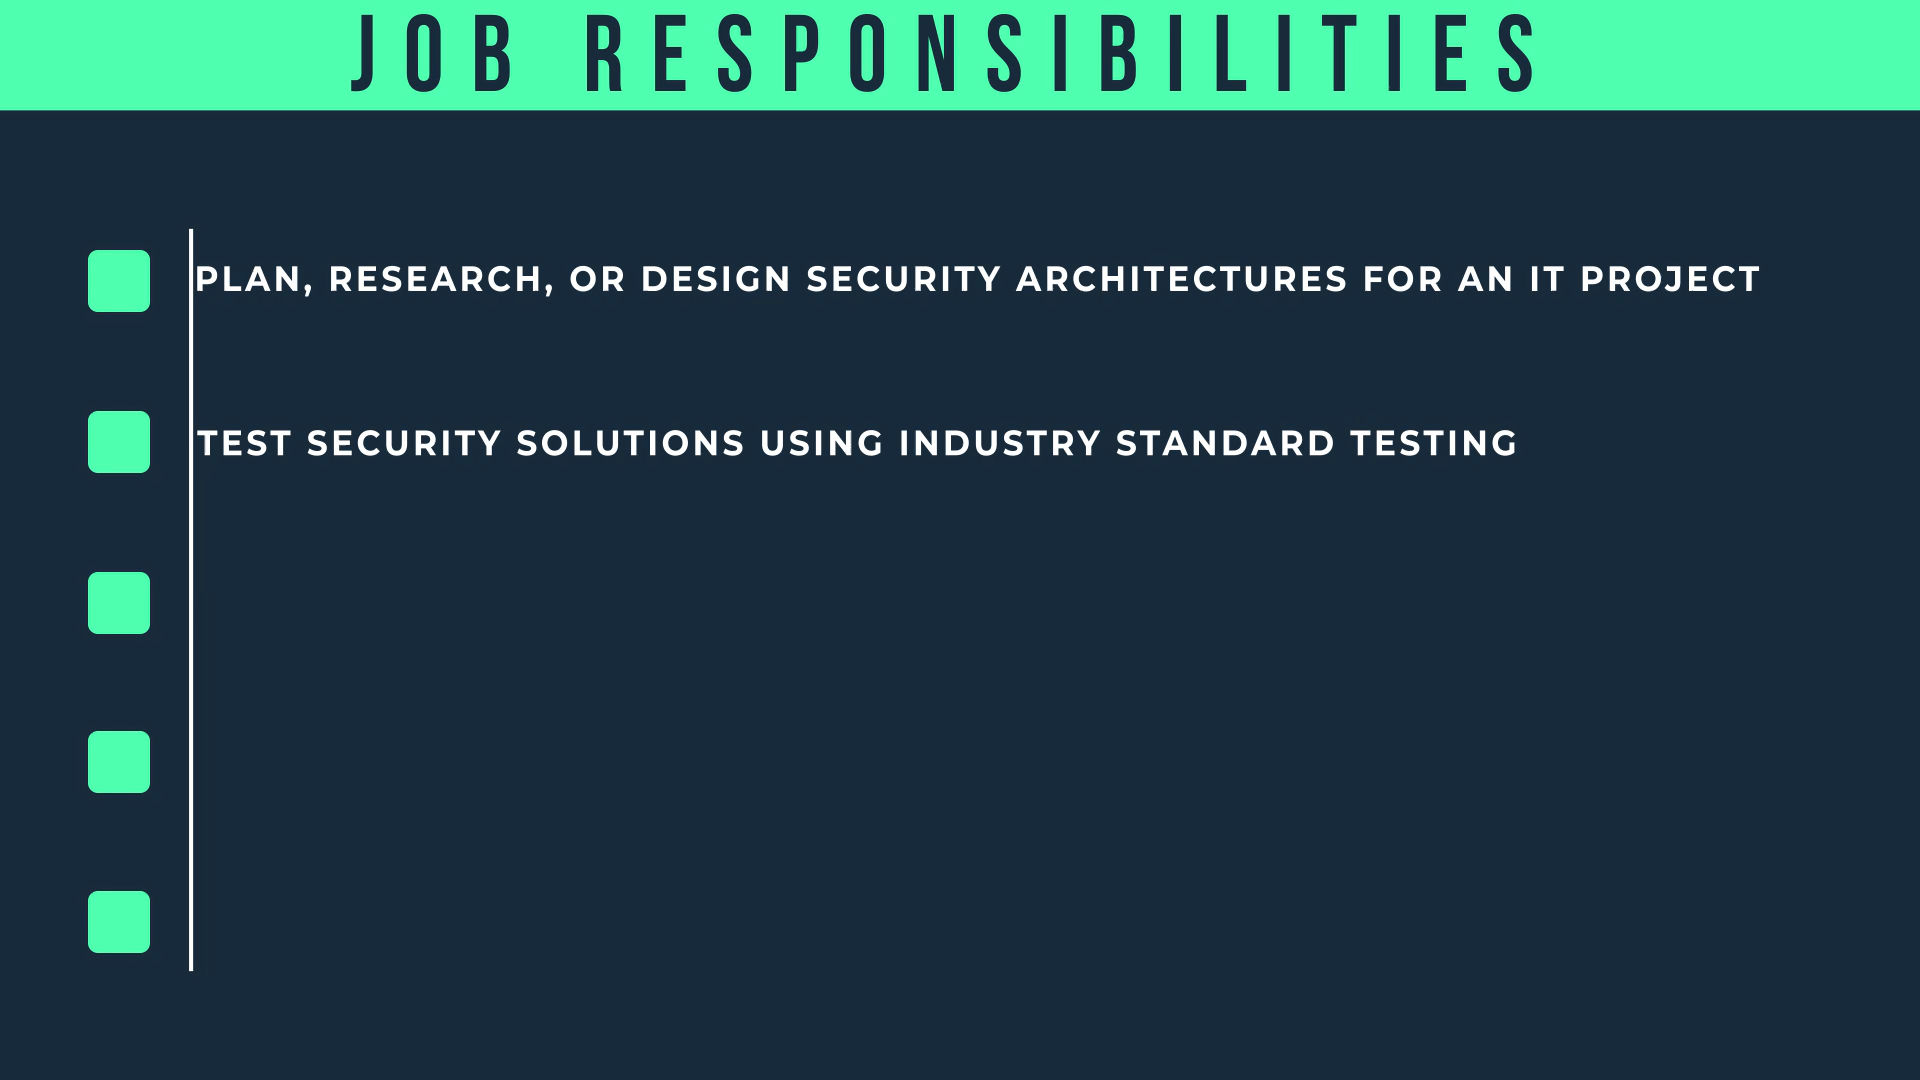 JOB RESPONSIBILITIES
PLAN, RESEARCH, OR DESIGN SECURITY ARCHITECTURES FOR AN IT PROJECT
TEST SECURITY SOLUTIONS USING INDUSTRY STANDARD TESTING